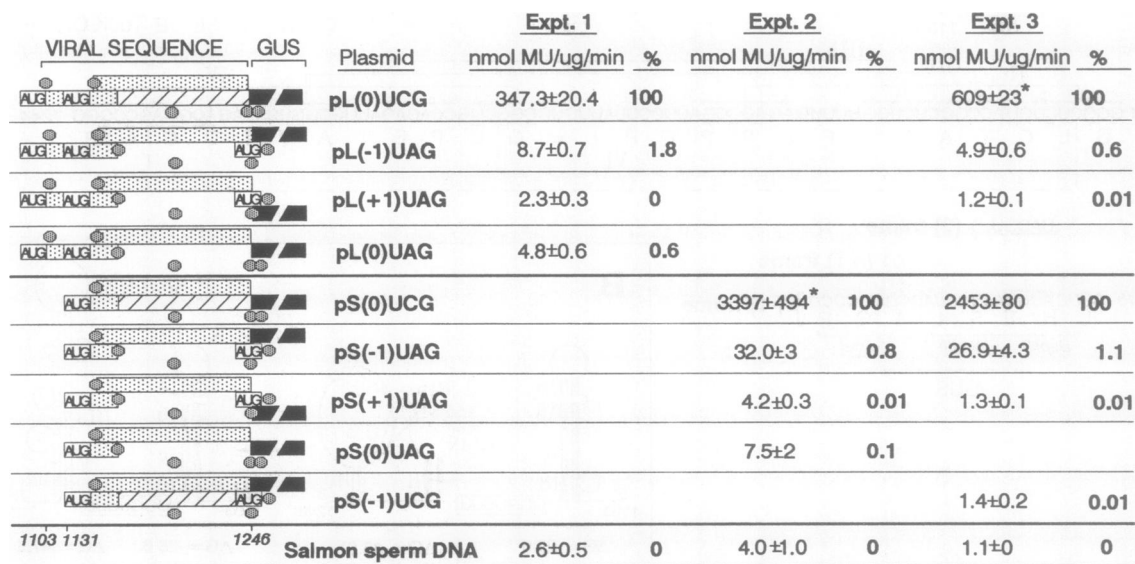 Expt. 1 Expt. 2 Expt. 3
VIRAL SEQUENCE GUS Plasmid nmol MU/ug/min % nmol MU/ug/min % nmol MU/ug/min %
AUG AUG pL(0)UCG 347.3±20.4 100 609±23* 100
AUG AUG AUG pL(-1)UAG 8.7±0.7 1.8 4.9±0.6 0.6
AUG AUG AUG pL(+1)UAG 2.3±0.3 0 1.2±0.1 0.01
AUG AUG pL(0)UAG 4.8±0.6 0.6
AUG pS(0)UCG 3397±494* 100 2453±80 100
AUG AUG pS(-1)UAG 32.0±3 0.8 26.9±4.3 1.1
AUG AUG pS(+1)UAG 4.2±0.3 0.01 1.3±0.1 0.01
AUG pS(0)UAG 7.5±2 0.1
AUG AUG pS(-1)UCG 1.4±0.2 0.01
1103 1131 1246 Salmon sperm DNA 2.6±0.5 0 4.0±1.0 0 1.1±0 0